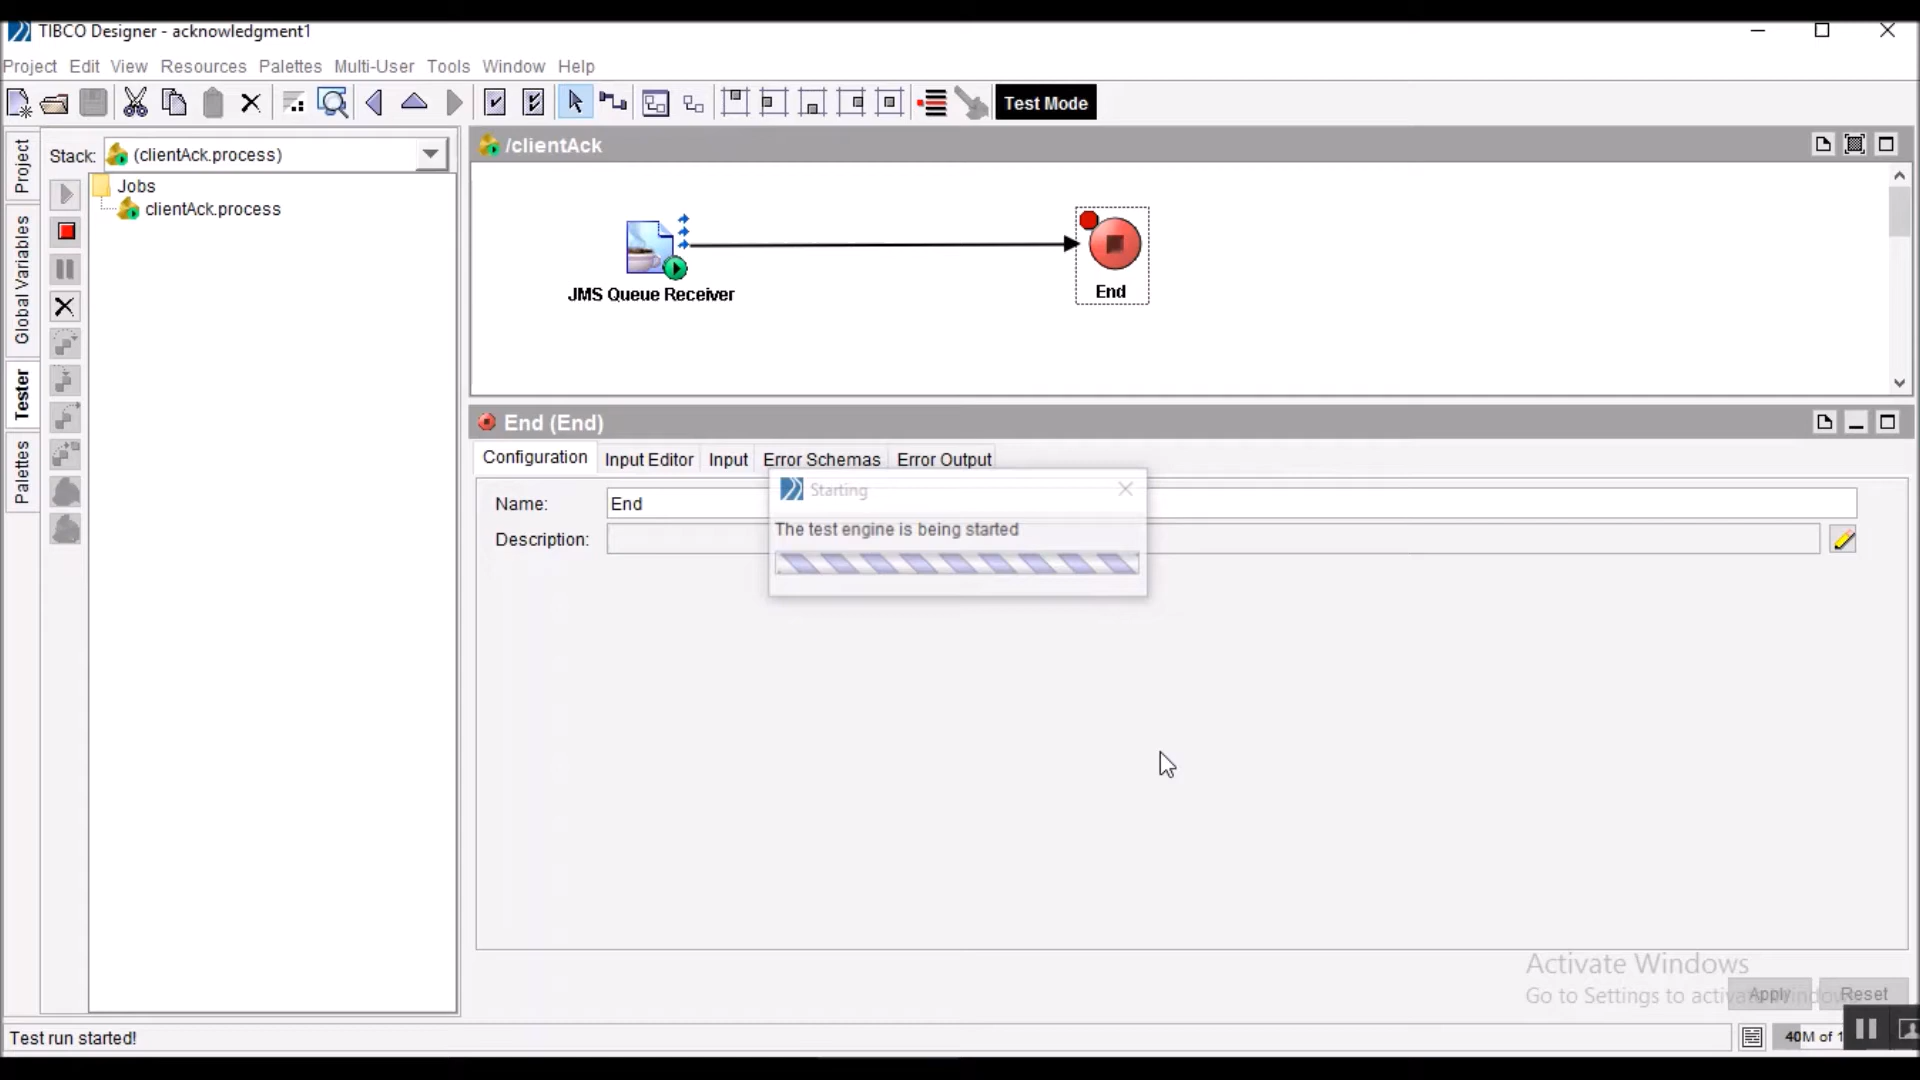 TIBCO Designer - acknowledgment1
Project Edit View Resources Palettes Multi-User Tools Window Help
Test Mode
Project
Global Variables
Tester
Palettes
Stack: (clientAck.process)
Jobs
clientAck.process
/clientAck
JMS Queue Receiver
End
End (End)
Configuration Input Editor Input Error Schemas Error Output
Name: End
Description:
Starting
The test engine is being started
Activate Windows
Go to Settings to activate Windows.
Apply Reset
Test run started!
40M of 1